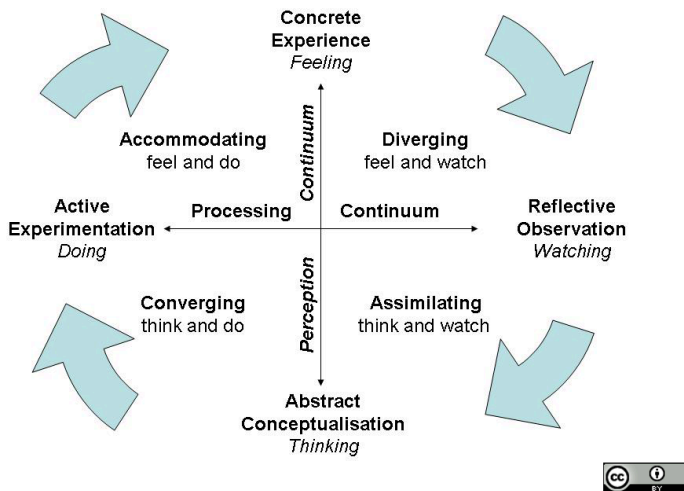 Concrete
Experience
Feeling
Accommodating
feel and do
Continuum
Diverging
feel and watch
Active
Experimentation
Doing
Processing
Continuum
Reflective
Observation
Watching
Converging
think and do
Perception
Assimilating
think and watch
Abstract
Conceptualisation
Thinking
cc
BY